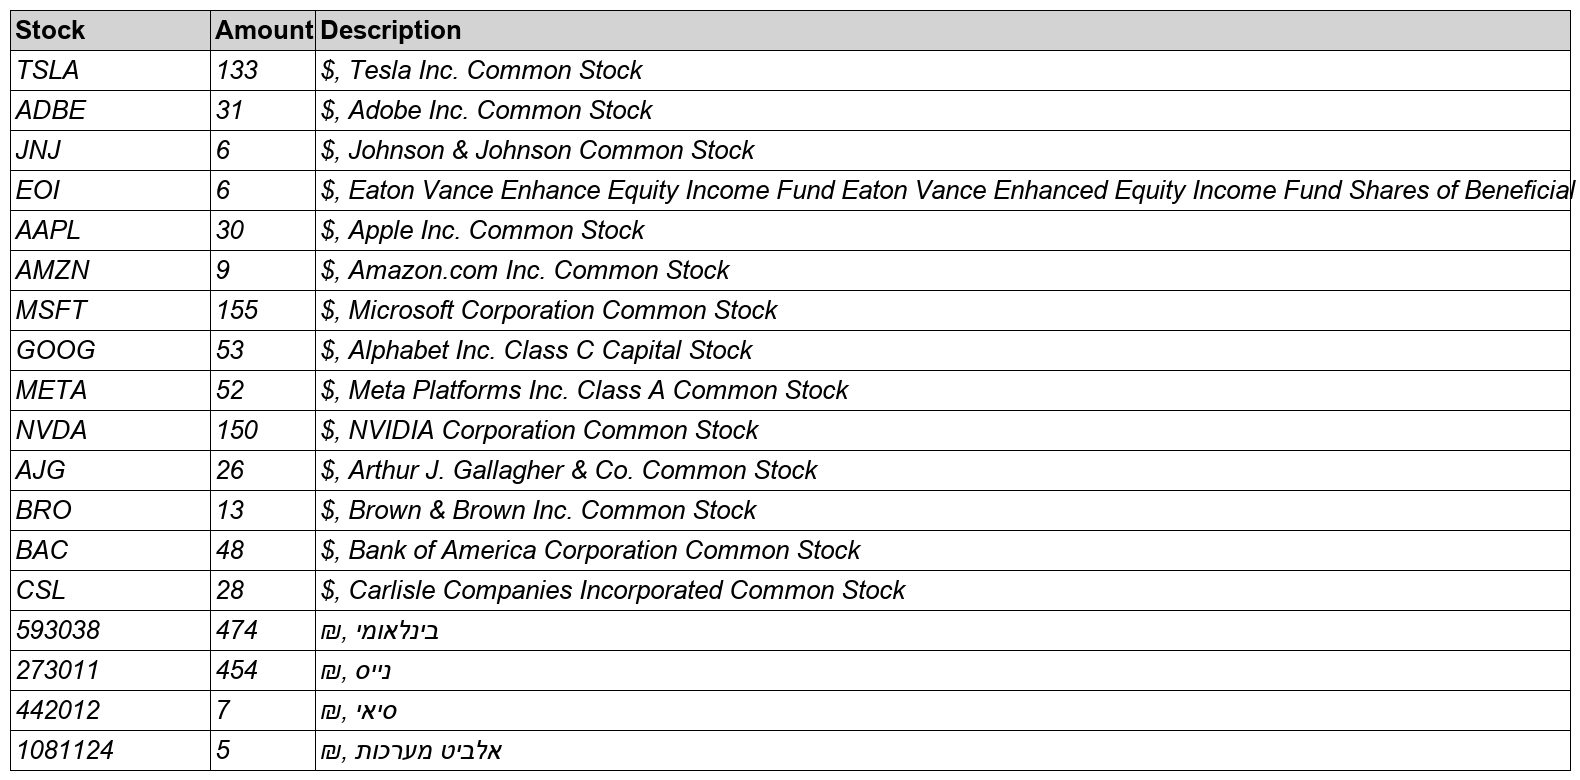 Stock Amount Description
TSLA 133 $, Tesla Inc. Common Stock
ADBE 31 $, Adobe Inc. Common Stock
JNJ 6 $, Johnson & Johnson Common Stock
EOI 6 $, Eaton Vance Enhance Equity Income Fund Eaton Vance Enhanced Equity Income Fund Shares of Beneficial
AAPL 30 $, Apple Inc. Common Stock
AMZN 9 $, Amazon.com Inc. Common Stock
MSFT 155 $, Microsoft Corporation Common Stock
GOOG 53 $, Alphabet Inc. Class C Capital Stock
META 52 $, Meta Platforms Inc. Class A Common Stock
NVDA 150 $, NVIDIA Corporation Common Stock
AJG 26 $, Arthur J. Gallagher & Co. Common Stock
BRO 13 $, Brown & Brown Inc. Common Stock
BAC 48 $, Bank of America Corporation Common Stock
CSL 28 $, Carlisle Companies Incorporated Common Stock
593038 474 ₪, בינלאומי
273011 454 ₪, נייס
442012 7 ₪, סיאי
1081124 5 ₪, אלביט מערכות